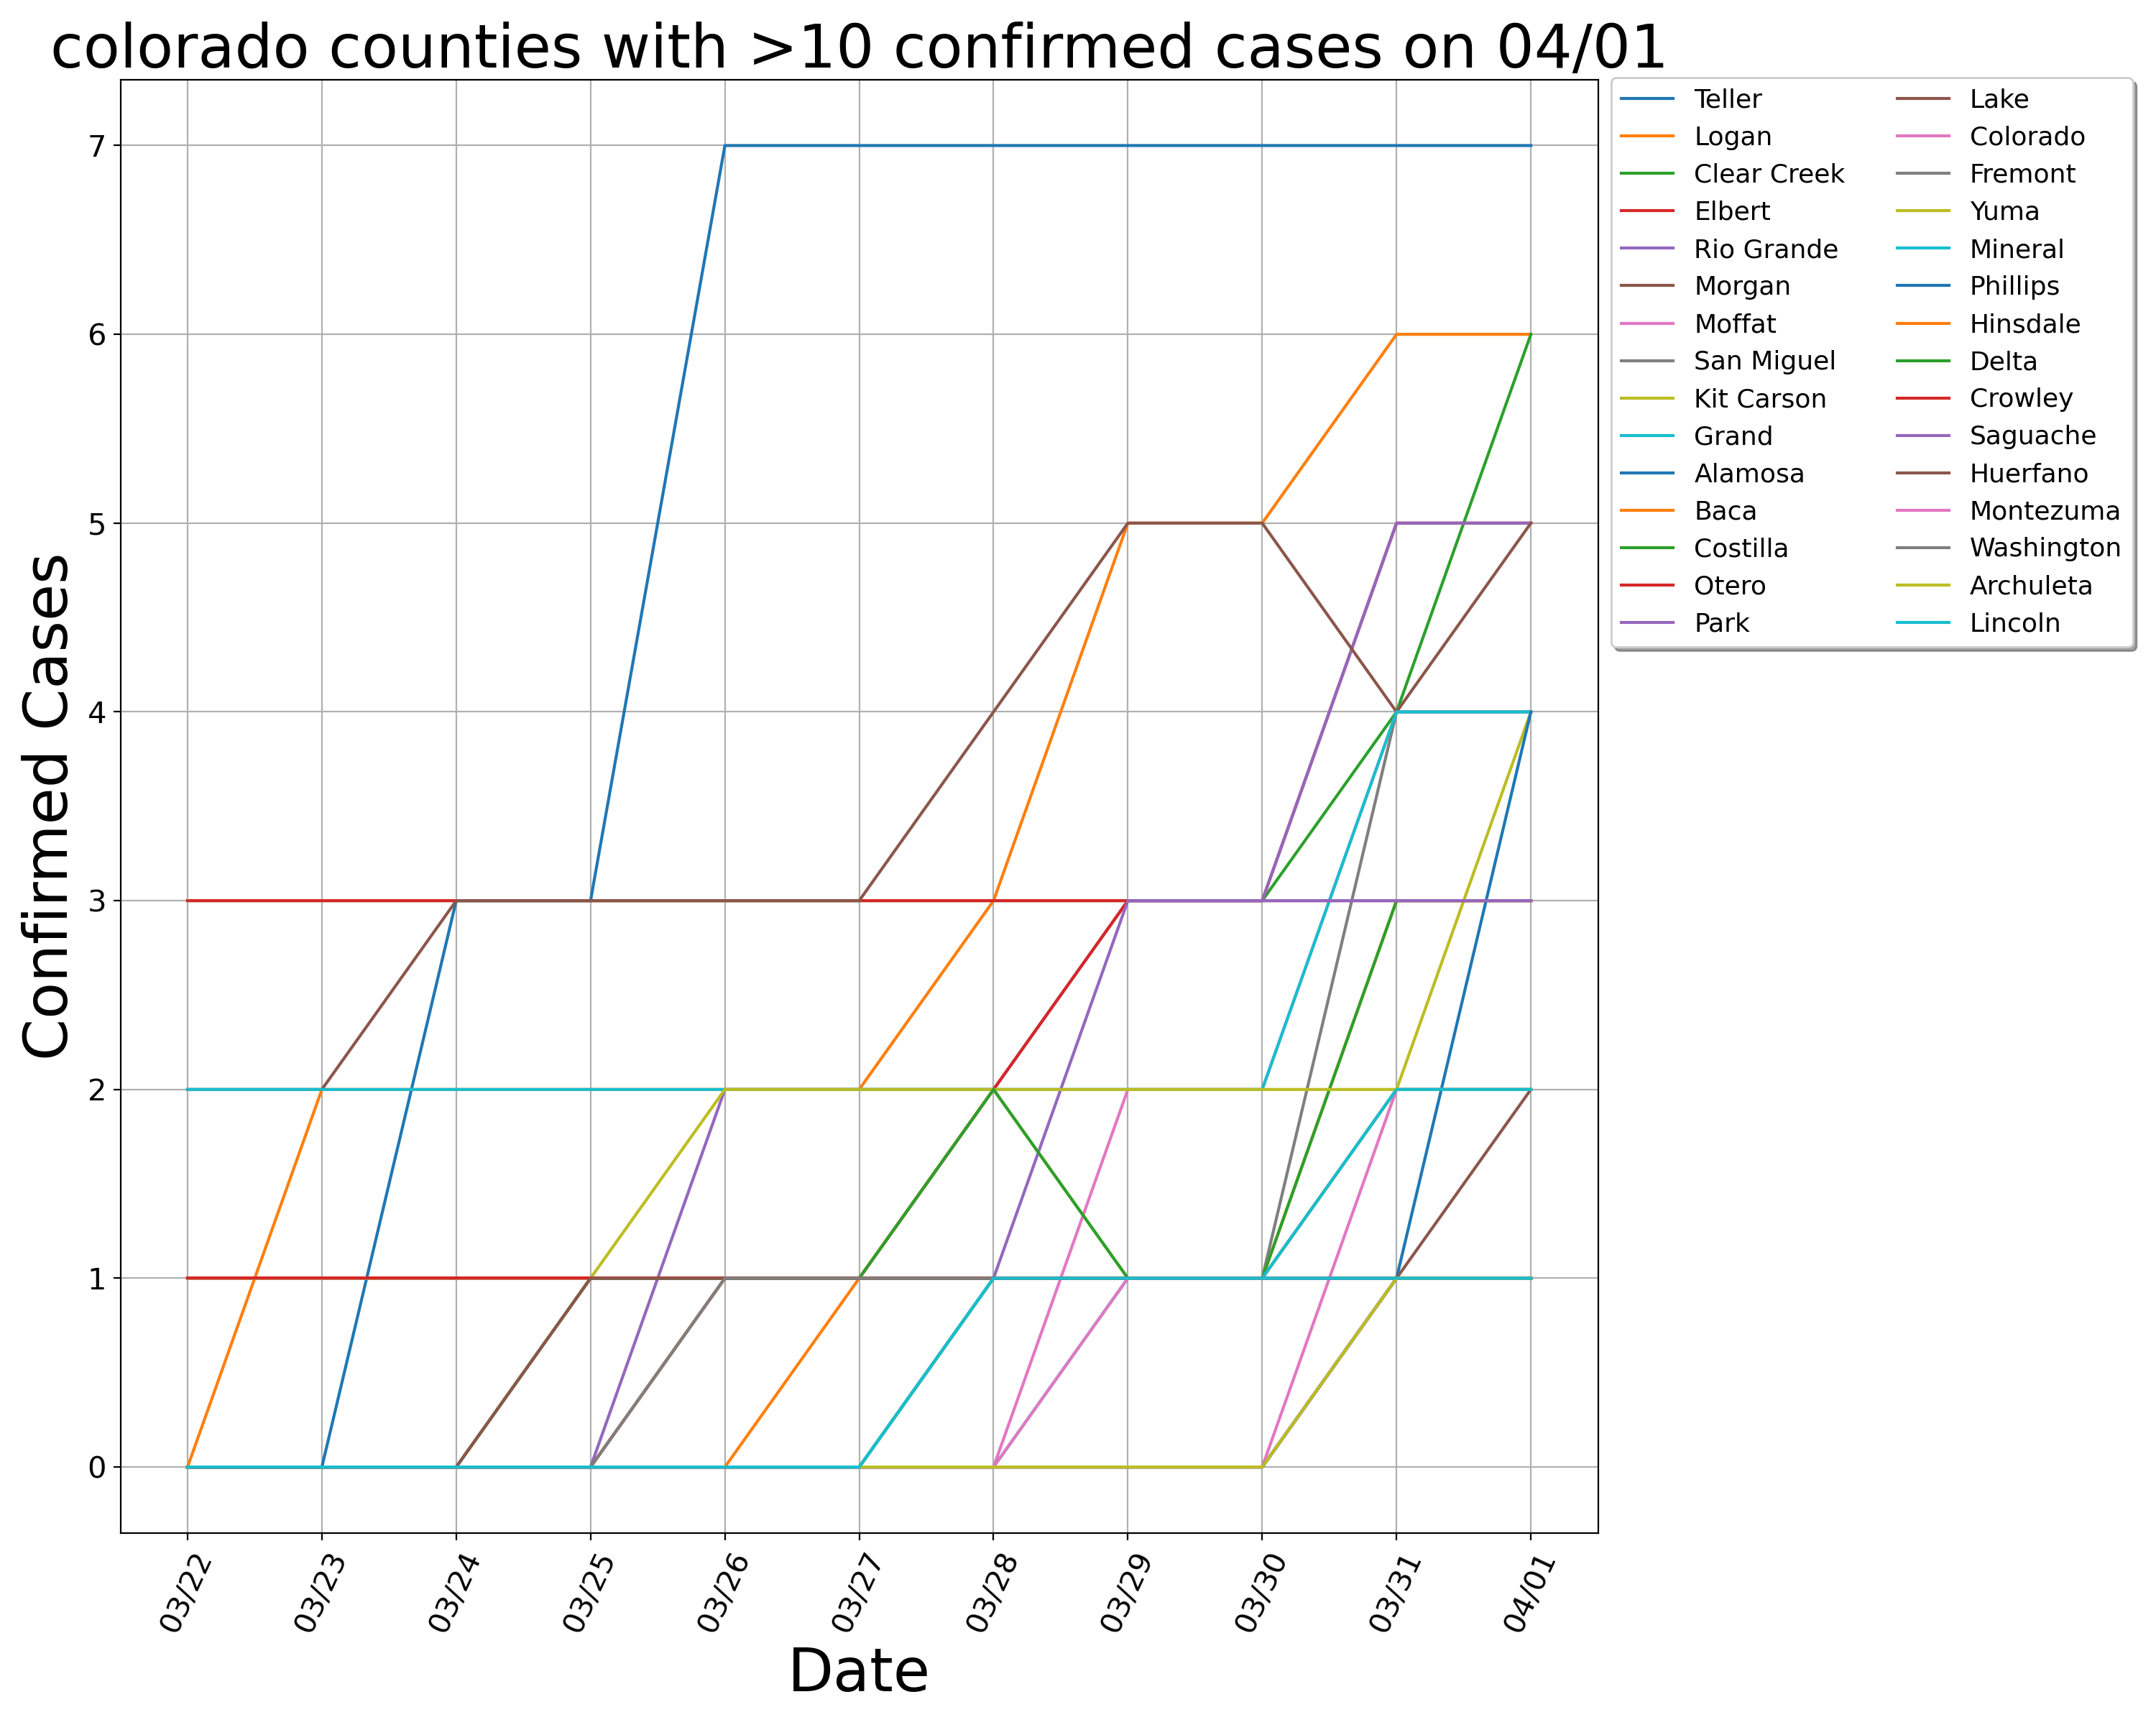 colorado counties with >10 confirmed cases on 04/01
Confirmed Cases
7
6
5
4
3
2
1
0
03/22
03/23
03/24
03/25
03/26
03/27
03/28
03/29
03/30
03/31
04/01
Date
Teller
Logan
Clear Creek
Elbert
Rio Grande
Morgan
Moffat
San Miguel
Kit Carson
Grand
Alamosa
Baca
Costilla
Otero
Park
Lake
Colorado
Fremont
Yuma
Mineral
Phillips
Hinsdale
Delta
Crowley
Saguache
Huerfano
Montezuma
Washington
Archuleta
Lincoln